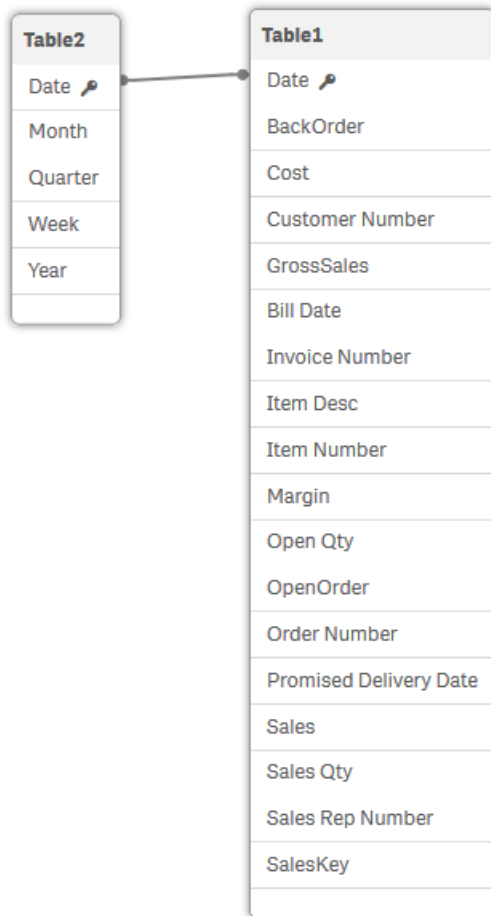 Table2
Date
Month
Quarter
Week
Year
Table1
Date
BackOrder
Cost
Customer Number
GrossSales
Bill Date
Invoice Number
Item Desc
Item Number
Margin
Open Qty
OpenOrder
Order Number
Promised Delivery Date
Sales
Sales Qty
Sales Rep Number
SalesKey